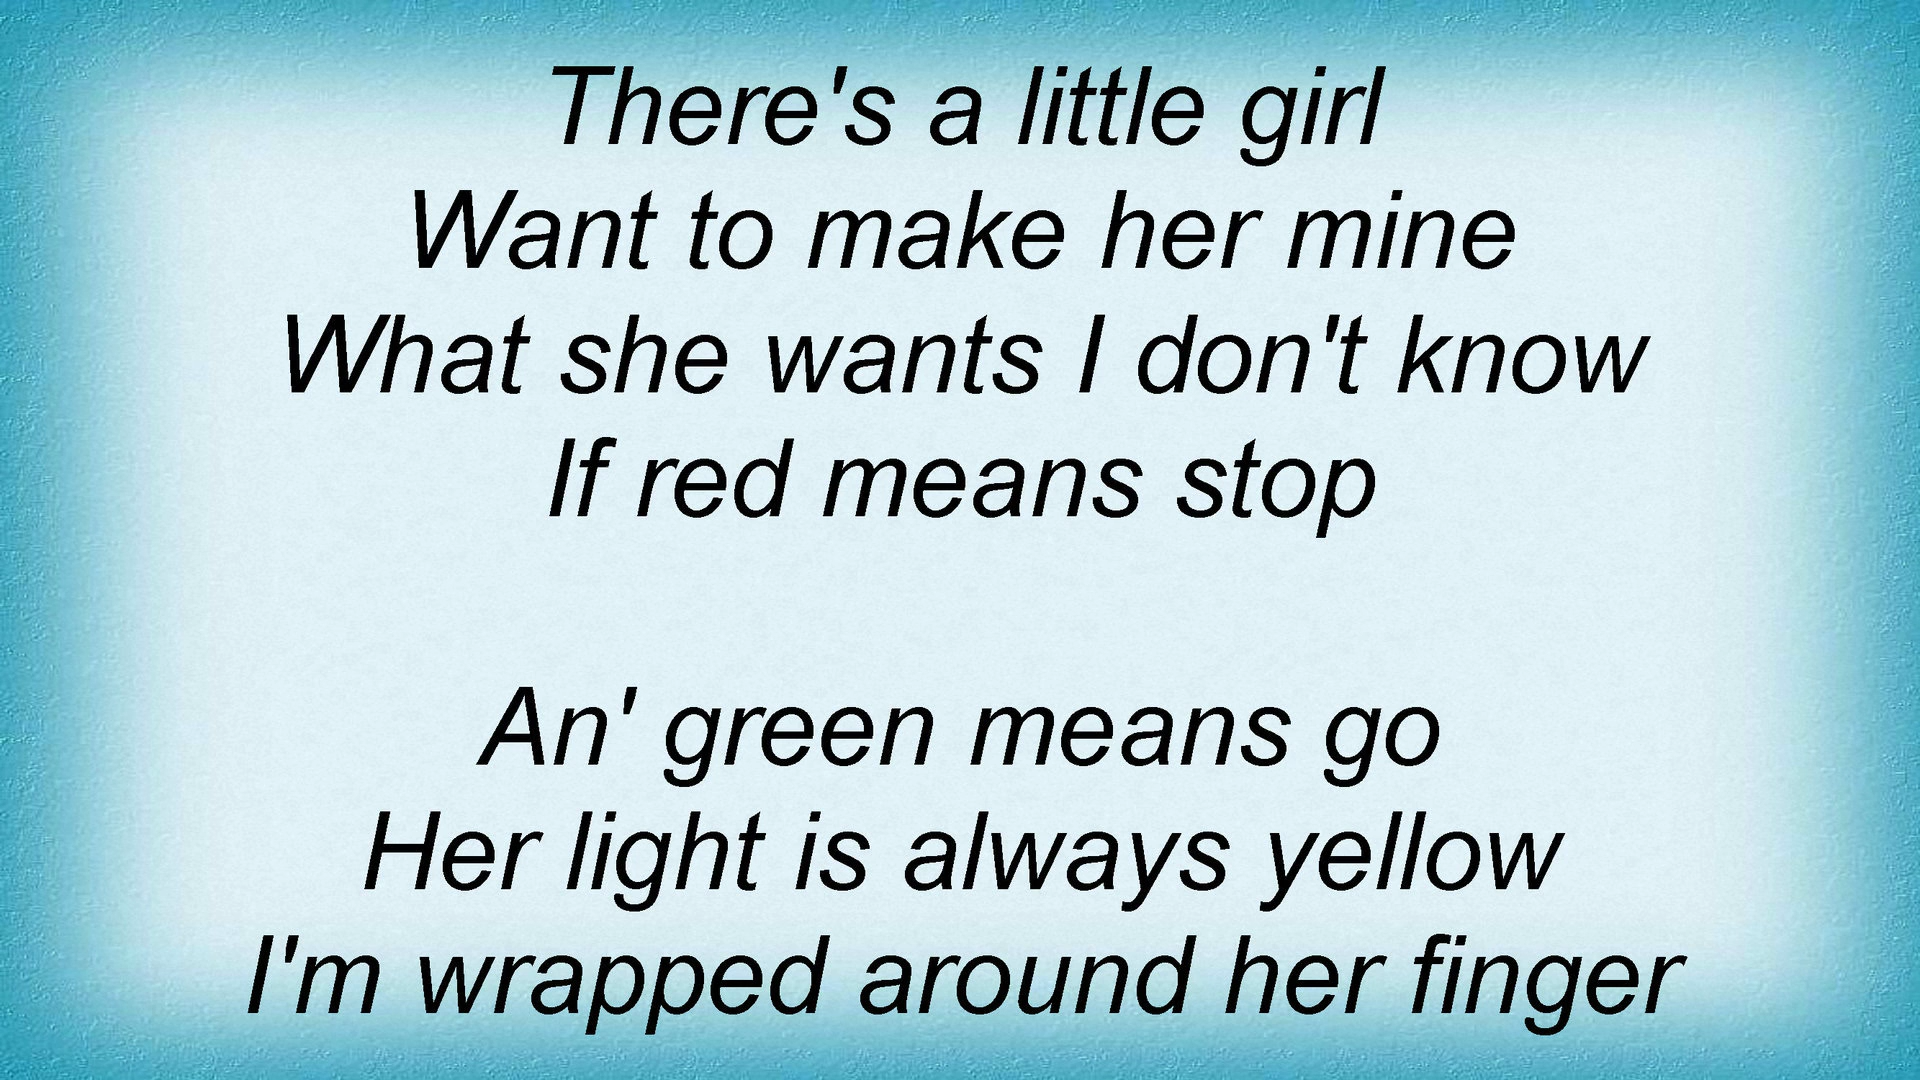 There's a little girl
Want to make her mine
What she wants I don't know
If red means stop
An' green means go
Her light is always yellow
I'm wrapped around her finger